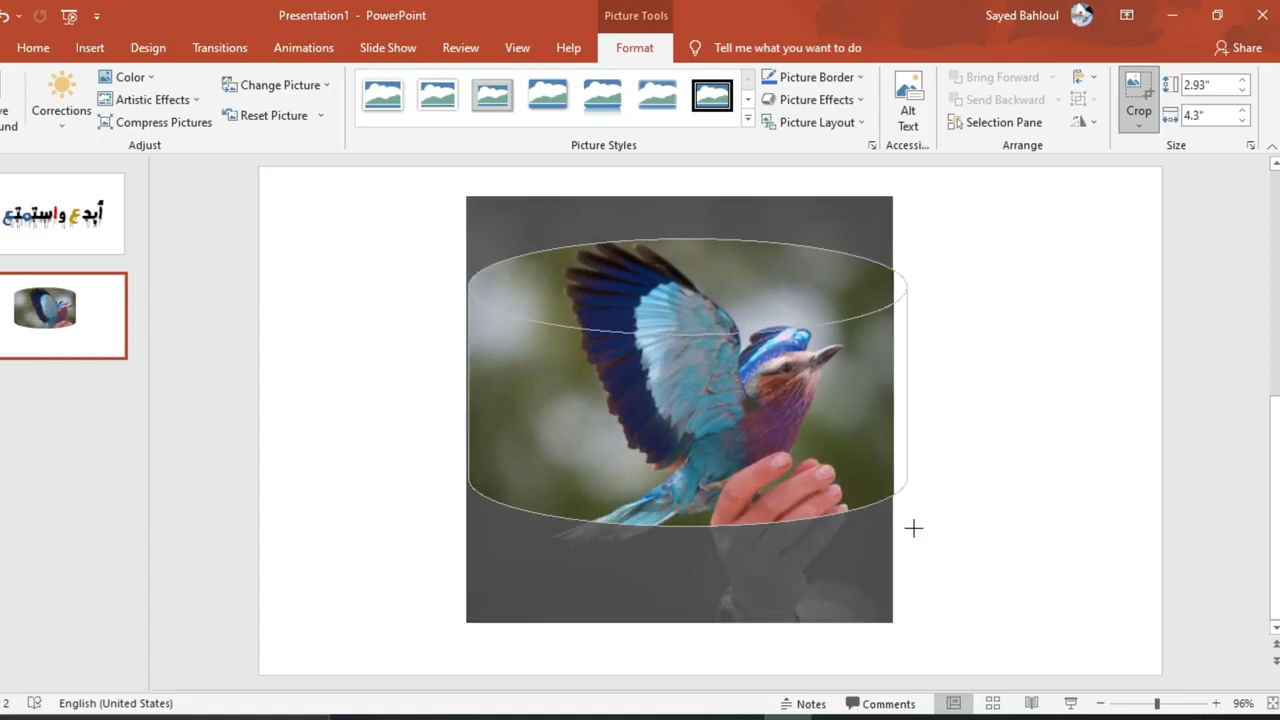 Presentation1 - PowerPoint
Picture Tools
Sayed Bahloul
Home Insert Design Transitions Animations Slide Show Review View Help Format Tell me what you want to do Share
Corrections
Color
Artistic Effects
Compress Pictures
Change Picture
Reset Picture
Adjust
Picture Styles
Picture Border
Picture Effects
Picture Layout
Alt
Text
Accessi...
Bring Forward
Send Backward
Selection Pane
Arrange
Crop
2.93"
4.3"
Size
أبدع واستمتع
2 English (United States) Notes Comments 96%